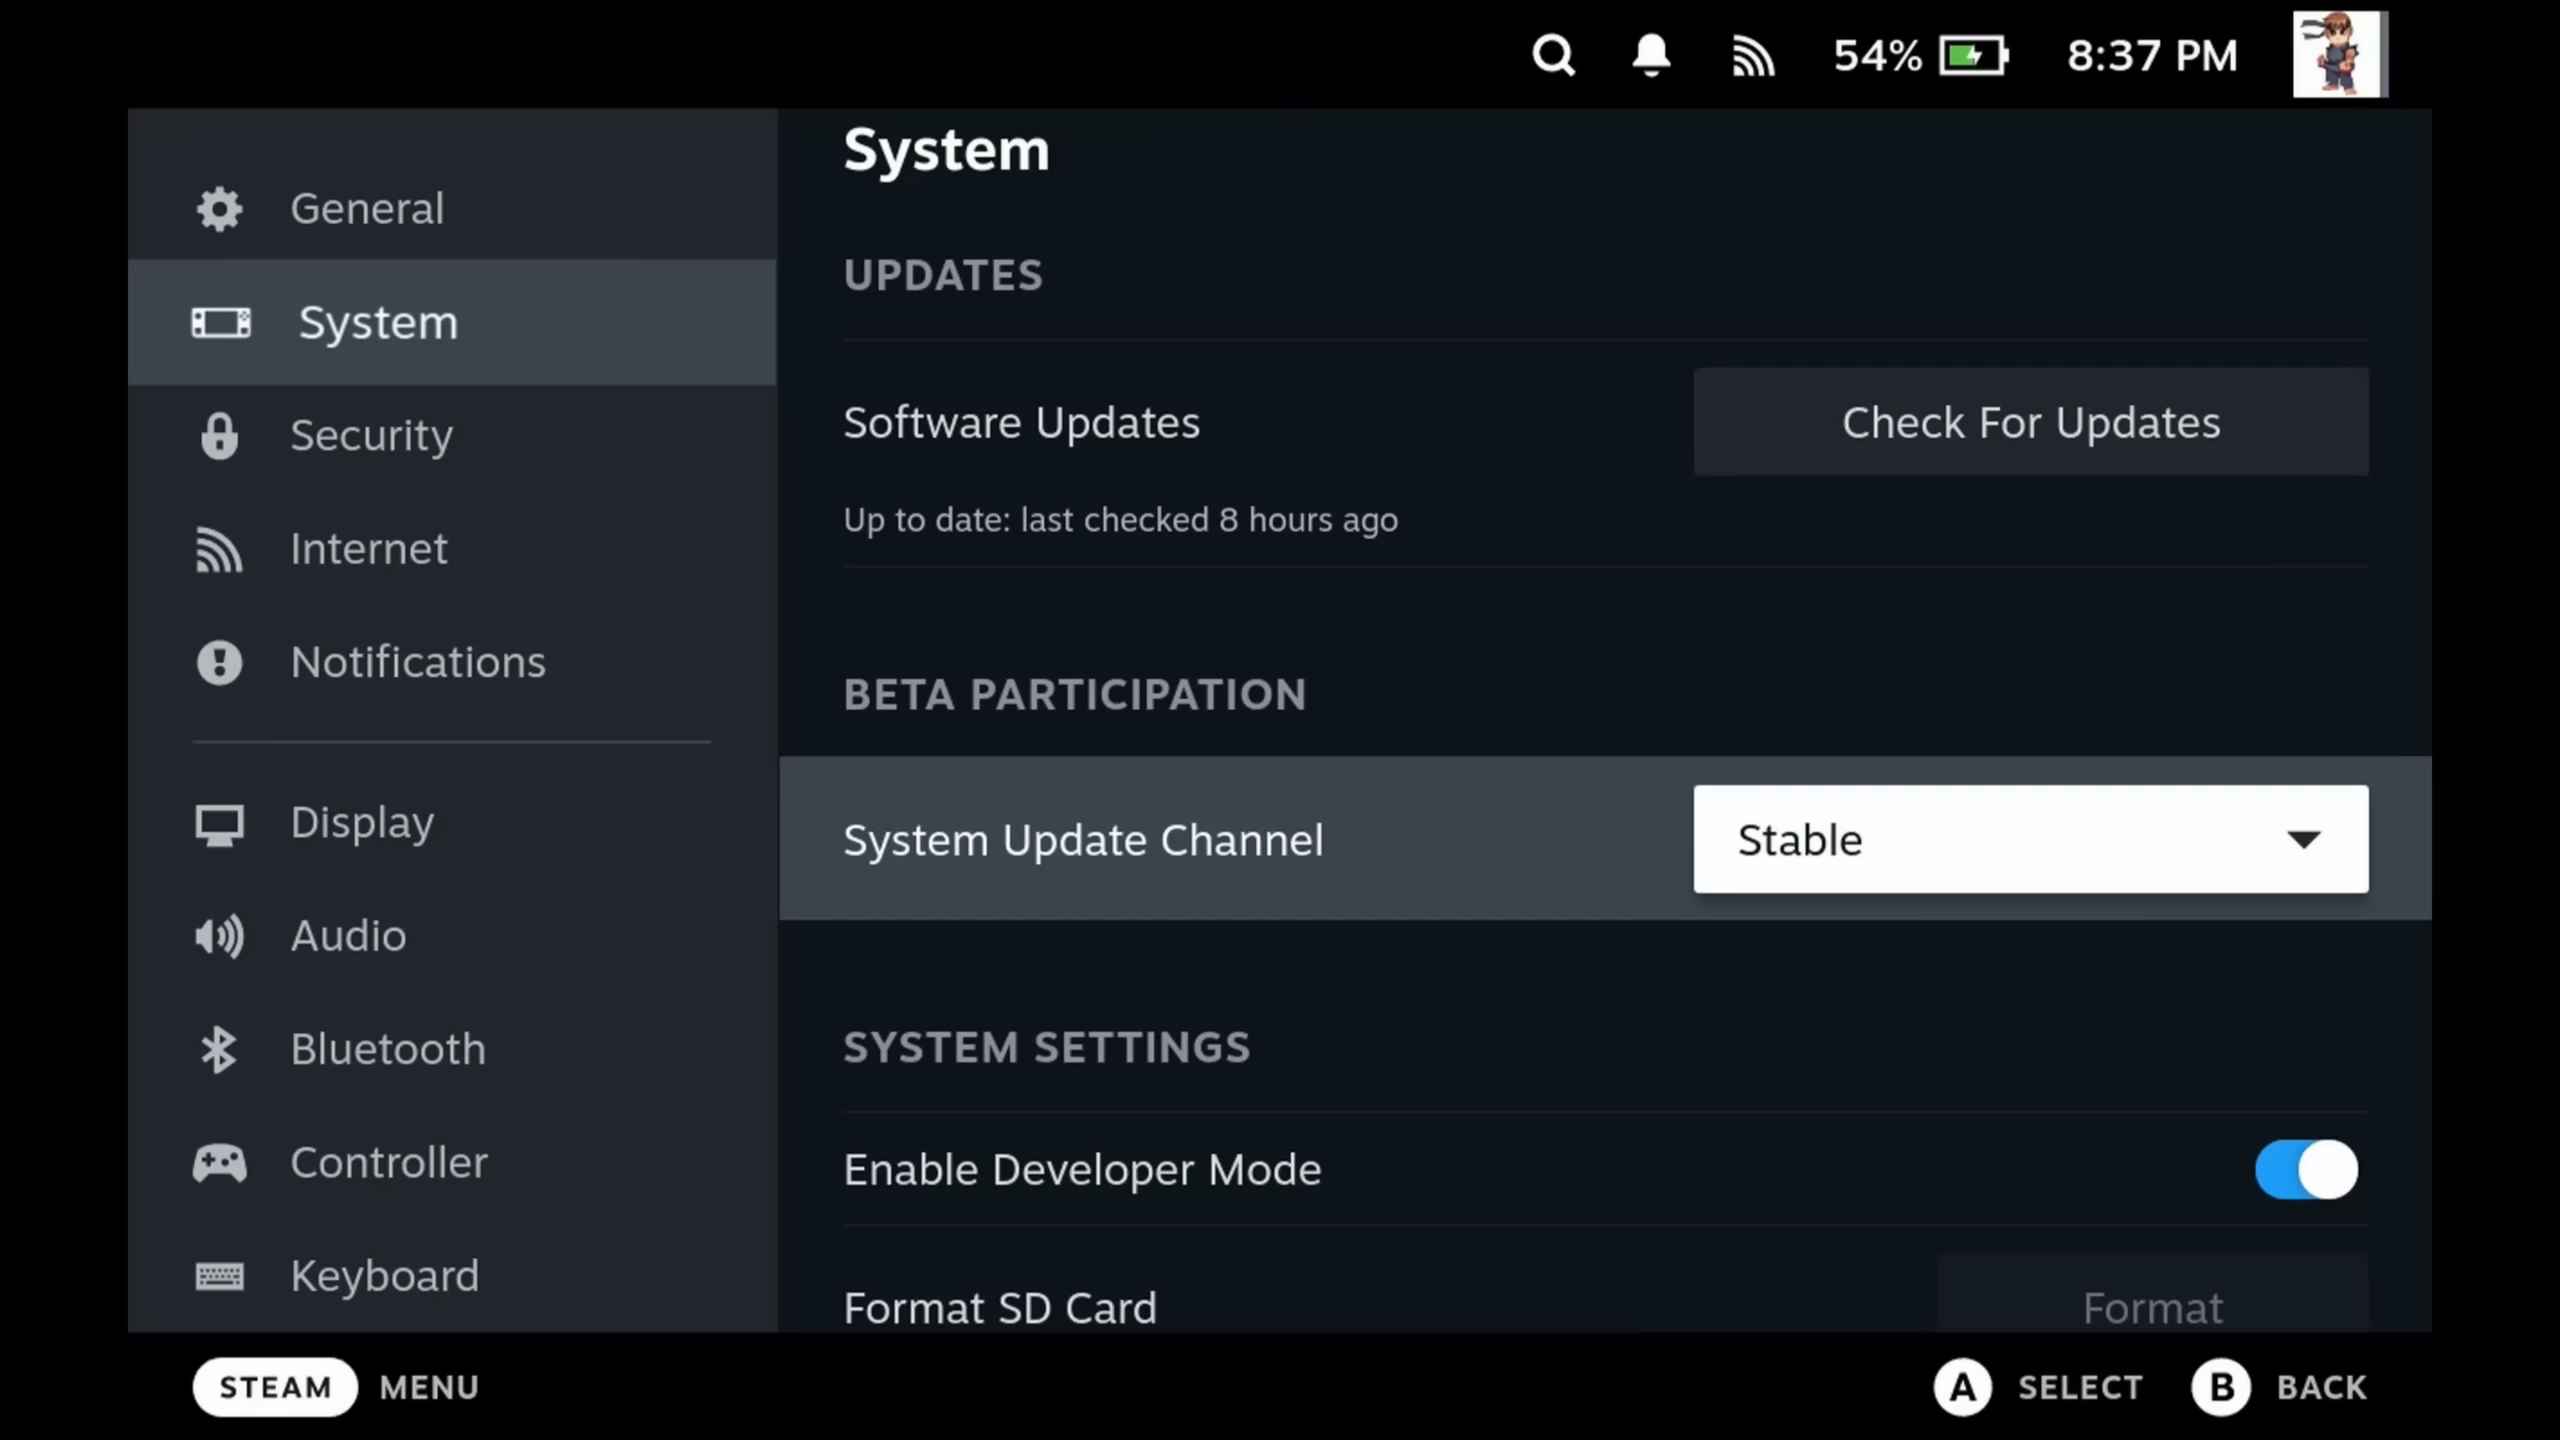 54%
8:37 PM
General
System
Security
Internet
Notifications
Display
Audio
Bluetooth
Controller
Keyboard
System
UPDATES
Software Updates
Check For Updates
Up to date: last checked 8 hours ago
BETA PARTICIPATION
System Update Channel
Stable
SYSTEM SETTINGS
Enable Developer Mode
Format SD Card
Format
STEAM MENU
A SELECT B BACK